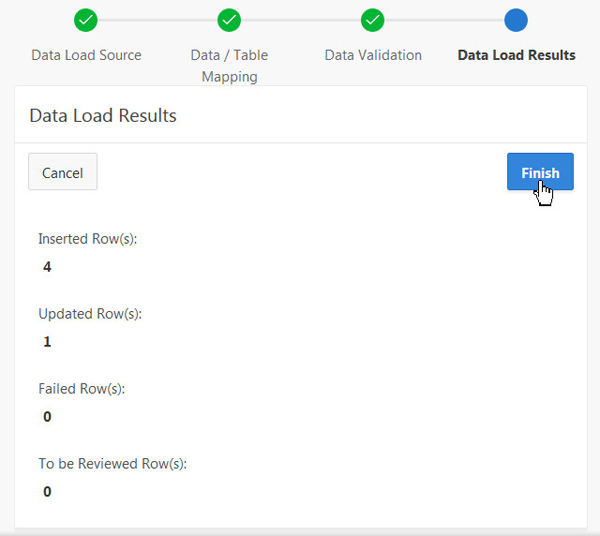 Data Load Source
Data / Table
Mapping
Data Validation
Data Load Results
Data Load Results
Cancel
Finish
Inserted Row(s):
4
Updated Row(s):
1
Failed Row(s):
0
To be Reviewed Row(s):
0